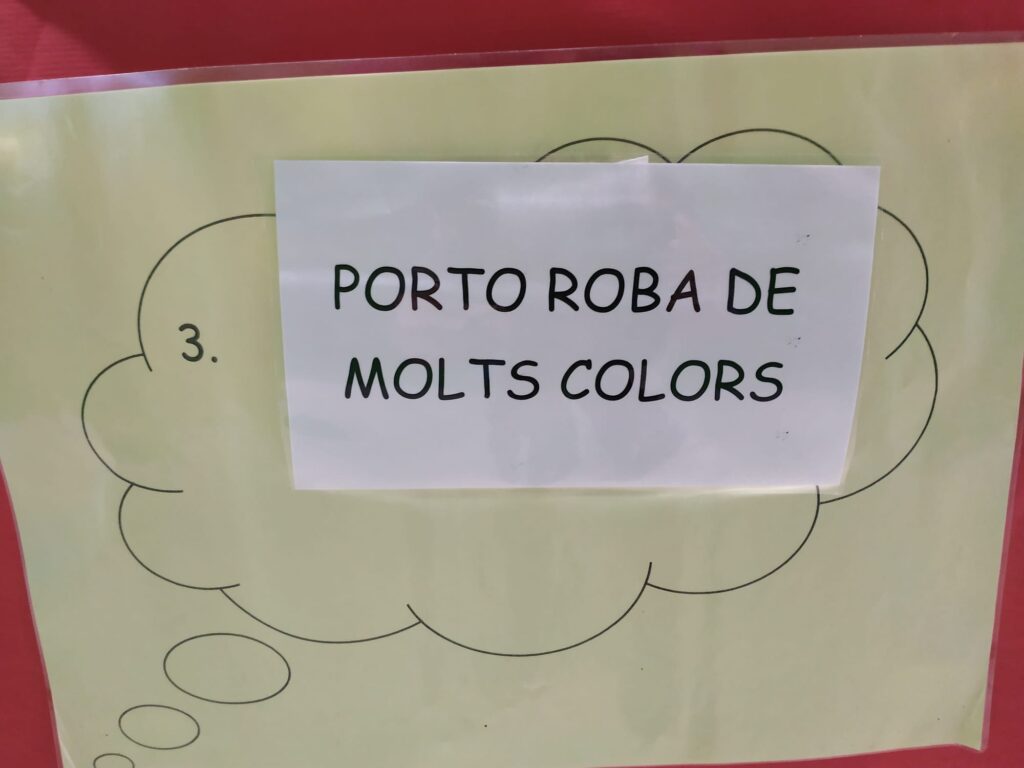 3.
PORTO ROBA DE
MOLTS COLORS